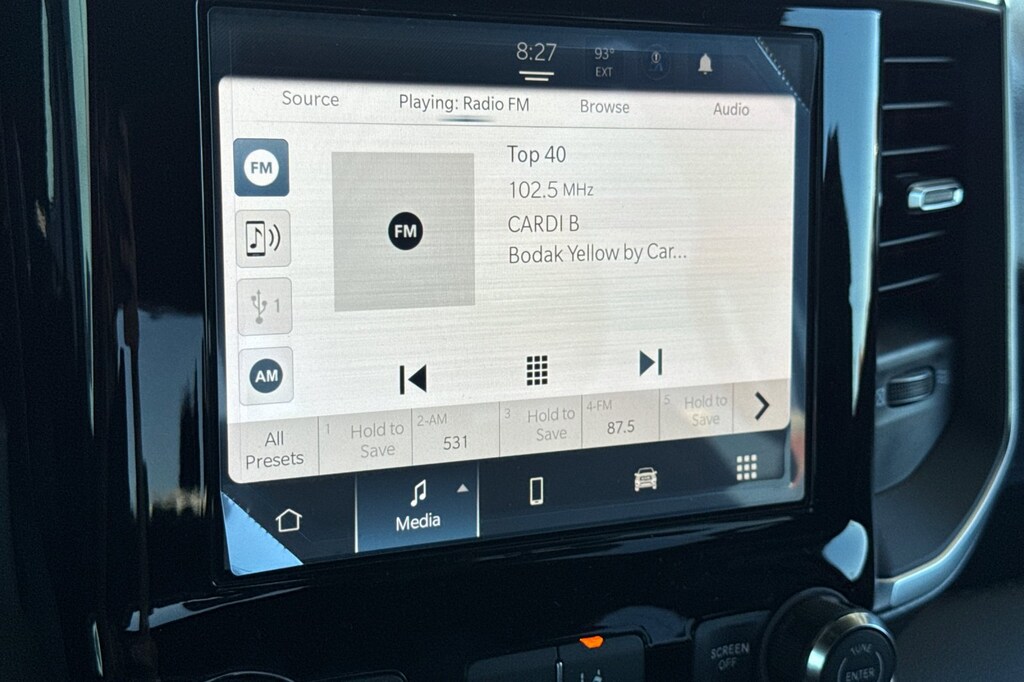 8:27
93°
EXT
Source
Playing: Radio FM
Browse
Audio
FM
Top 40
102.5 MHz
FM
CARDI B
Bodak Yellow by Car...
1
AM
All
Presets
1
Hold to
Save
2-AM
531
3
Hold to
Save
4-FM
87.5
5
Hold to
Save
Media
SCREEN
OFF
TUNE
ENTER